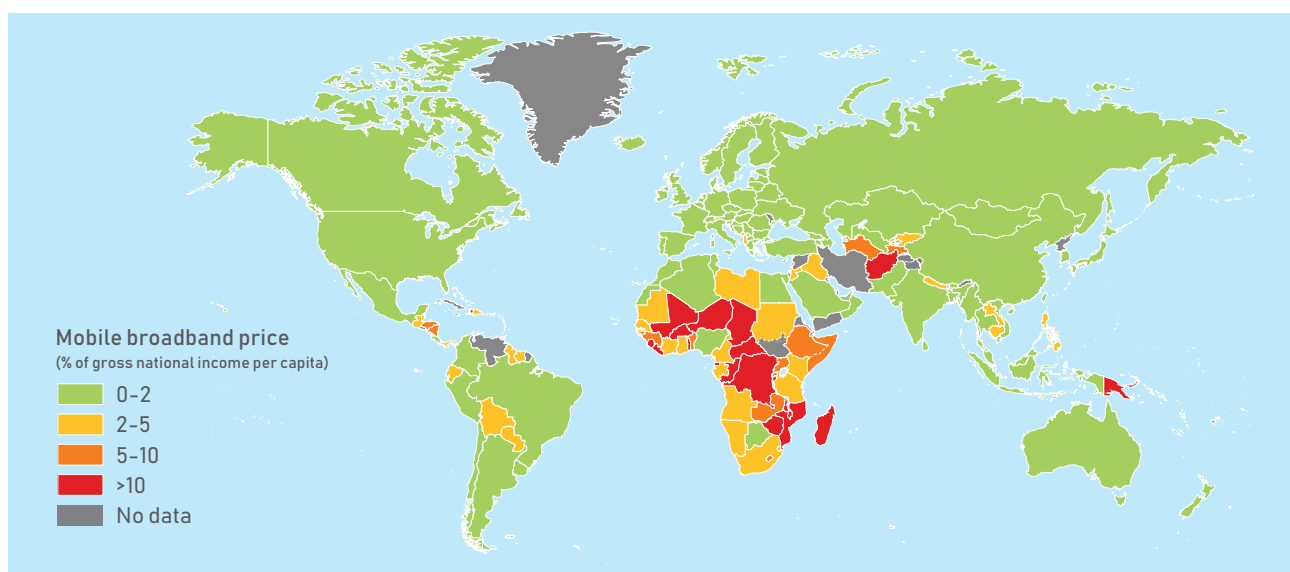 Mobile broadband price
(% of gross national income per capita)
0-2
2-5
5-10
>10
No data